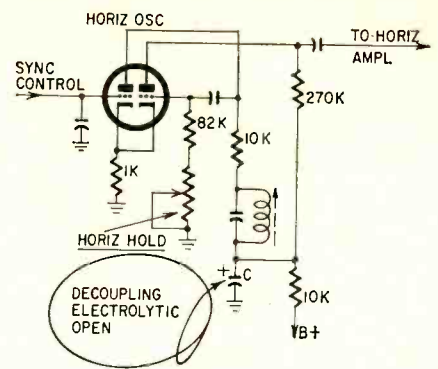 HORIZ OSC
TO HORIZ
AMPL
SYNC
CONTROL
270K
82K
10K
1K
HORIZ HOLD
+
C
DECOUPLING
ELECTROLYTIC
OPEN
10K
B+